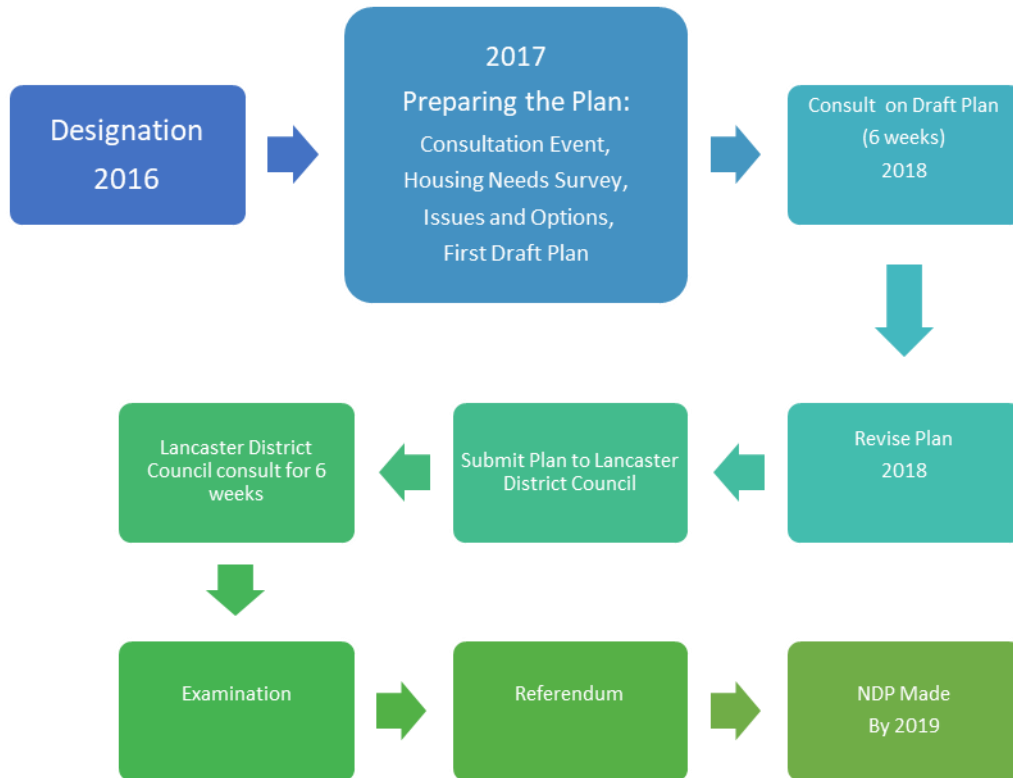 Designation
2016
2017
Preparing the Plan:
Consultation Event,
Housing Needs Survey,
Issues and Options,
First Draft Plan
Consult on Draft Plan
(6 weeks)
2018
Revise Plan
2018
Submit Plan to Lancaster
District Council
Lancaster District
Council consult for 6
weeks
Examination
Referendum
NDP Made
By 2019